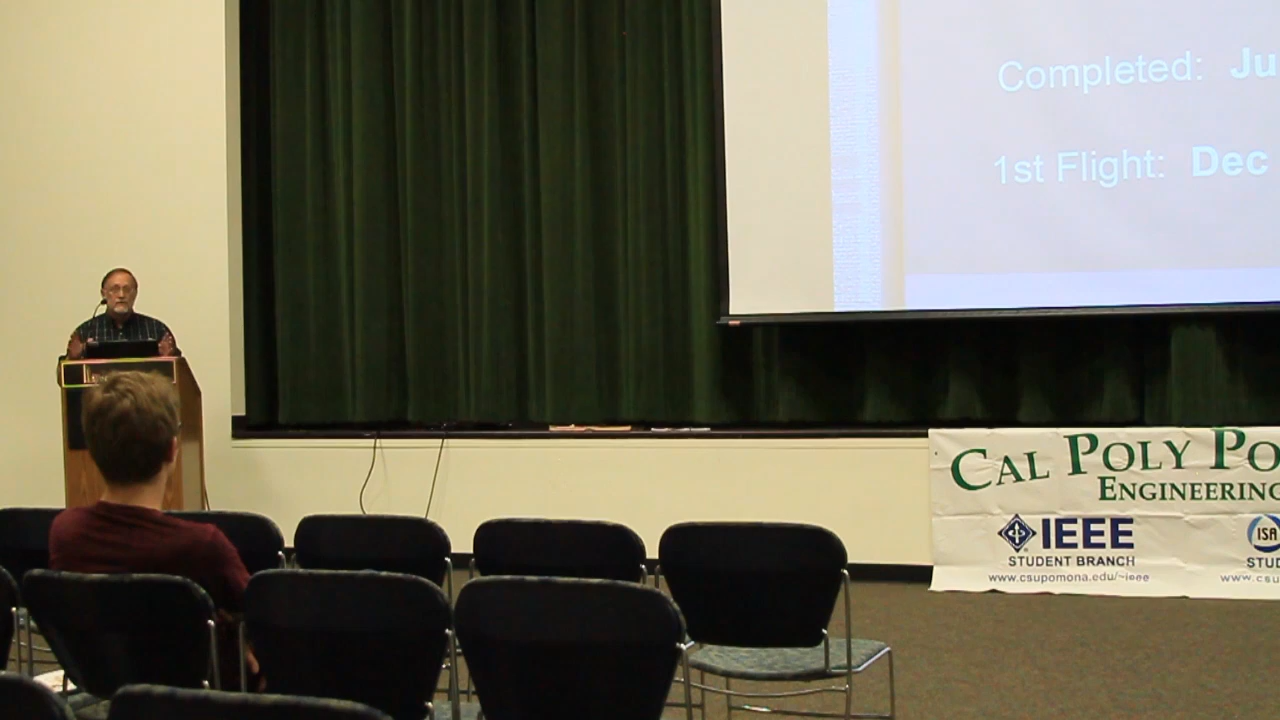 Completed: Ju
1st Flight: Dec
CAL POLY PO
ENGINEERING
IEEE
STUDENT BRANCH
www.csupomona.edu/~ieee
ISA
STUD
www.csu